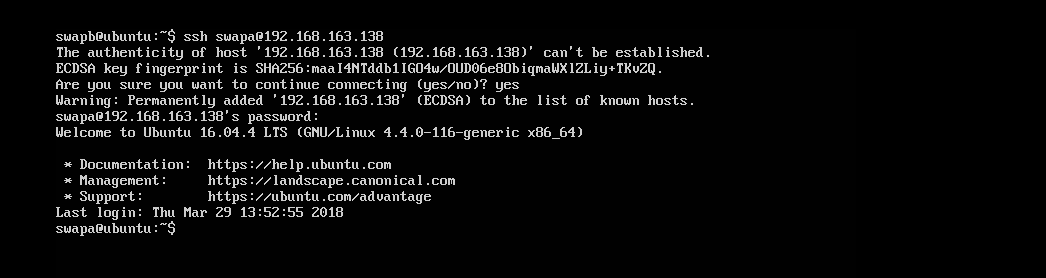 swapb@ubuntu:~$ ssh swapa@192.168.163.138
The authenticity of host '192.168.163.138 (192.168.163.138)' can't be established.
ECDSA key fingerprint is SHA256:maaI4NTddb1IGO4w/OUD06e8ObiqmaWXlZLiy+TKvZQ.
Are you sure you want to continue connecting (yes/no)? yes
Warning: Permanently added '192.168.163.138' (ECDSA) to the list of known hosts.
swapa@192.168.163.138's password:
Welcome to Ubuntu 16.04.4 LTS (GNU/Linux 4.4.0-116-generic x86_64)
* Documentation: https://help.ubuntu.com
* Management: https://landscape.canonical.com
* Support: https://ubuntu.com/advantage
Last login: Thu Mar 29 13:52:55 2018
swapa@ubuntu:~$